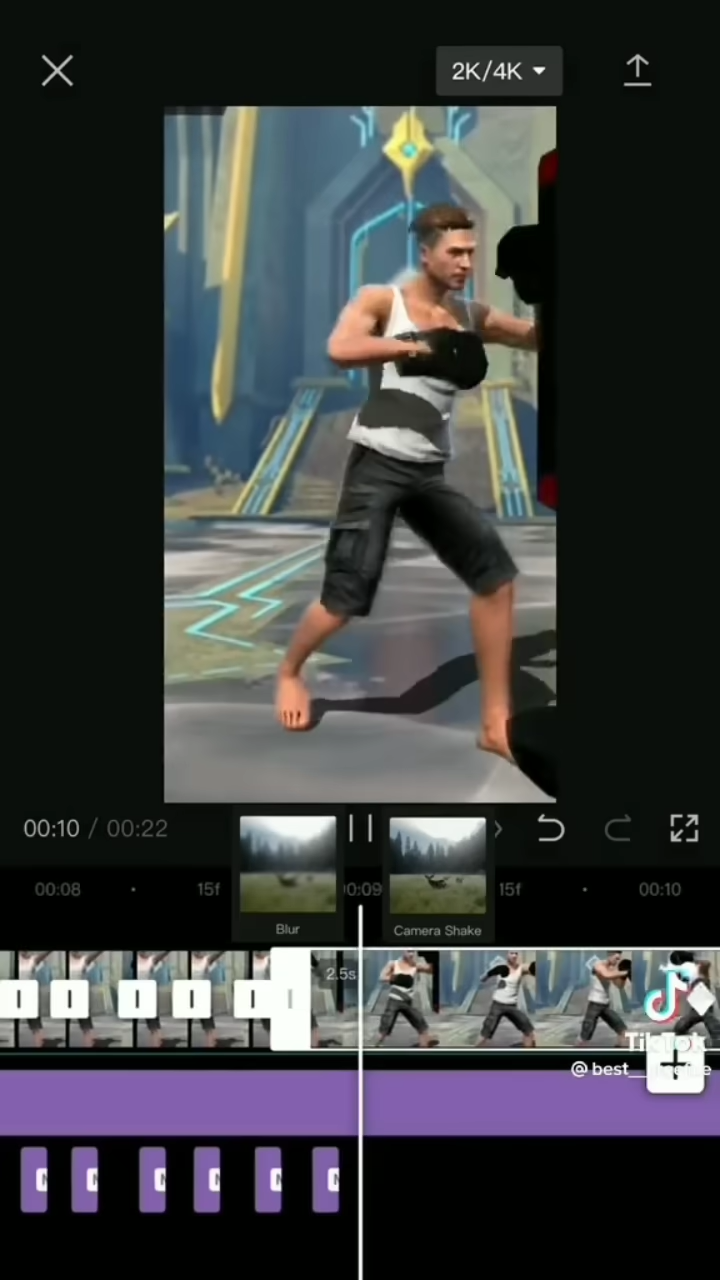 2K/4K
00:10 / 00:22
00:08
15f
00:09
15f
00:10
Blur
Camera Shake
2.5s
TikTok
@best_